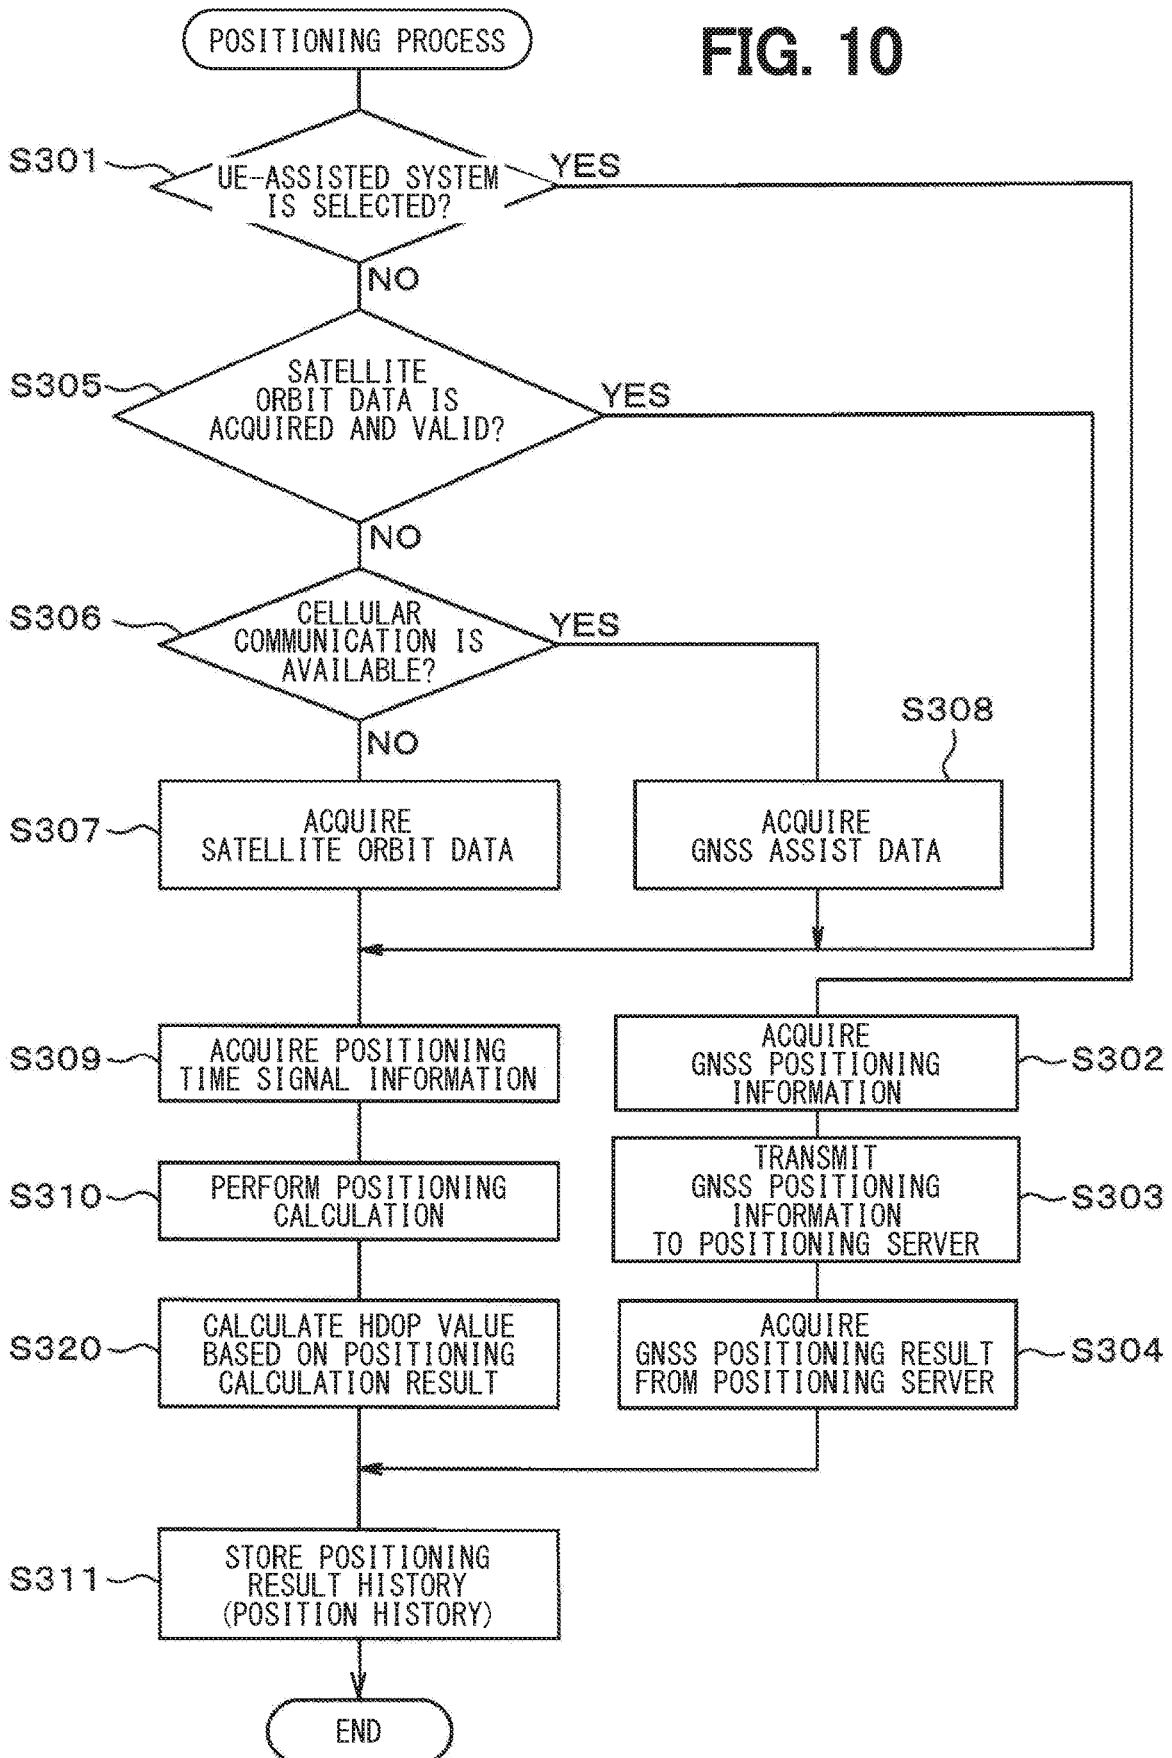 POSITIONING PROCESS
FIG. 10
S301
UE-ASSISTED SYSTEM
IS SELECTED?
YES
NO
S305
SATELLITE
ORBIT DATA IS
ACQUIRED AND VALID?
YES
NO
S306
CELLULAR
COMMUNICATION IS
AVAILABLE?
YES
NO
S307
ACQUIRE
SATELLITE ORBIT DATA
S308
ACQUIRE
GNSS ASSIST DATA
S309
ACQUIRE POSITIONING
TIME SIGNAL INFORMATION
ACQUIRE
GNSS POSITIONING
INFORMATION
S302
S310
PERFORM POSITIONING
CALCULATION
TRANSMIT
GNSS POSITIONING
INFORMATION
TO POSITIONING SERVER
S303
S320
CALCULATE HDOP VALUE
BASED ON POSITIONING
CALCULATION RESULT
ACQUIRE
GNSS POSITIONING RESULT
FROM POSITIONING SERVER
S304
S311
STORE POSITIONING
RESULT HISTORY
(POSITION HISTORY)
END